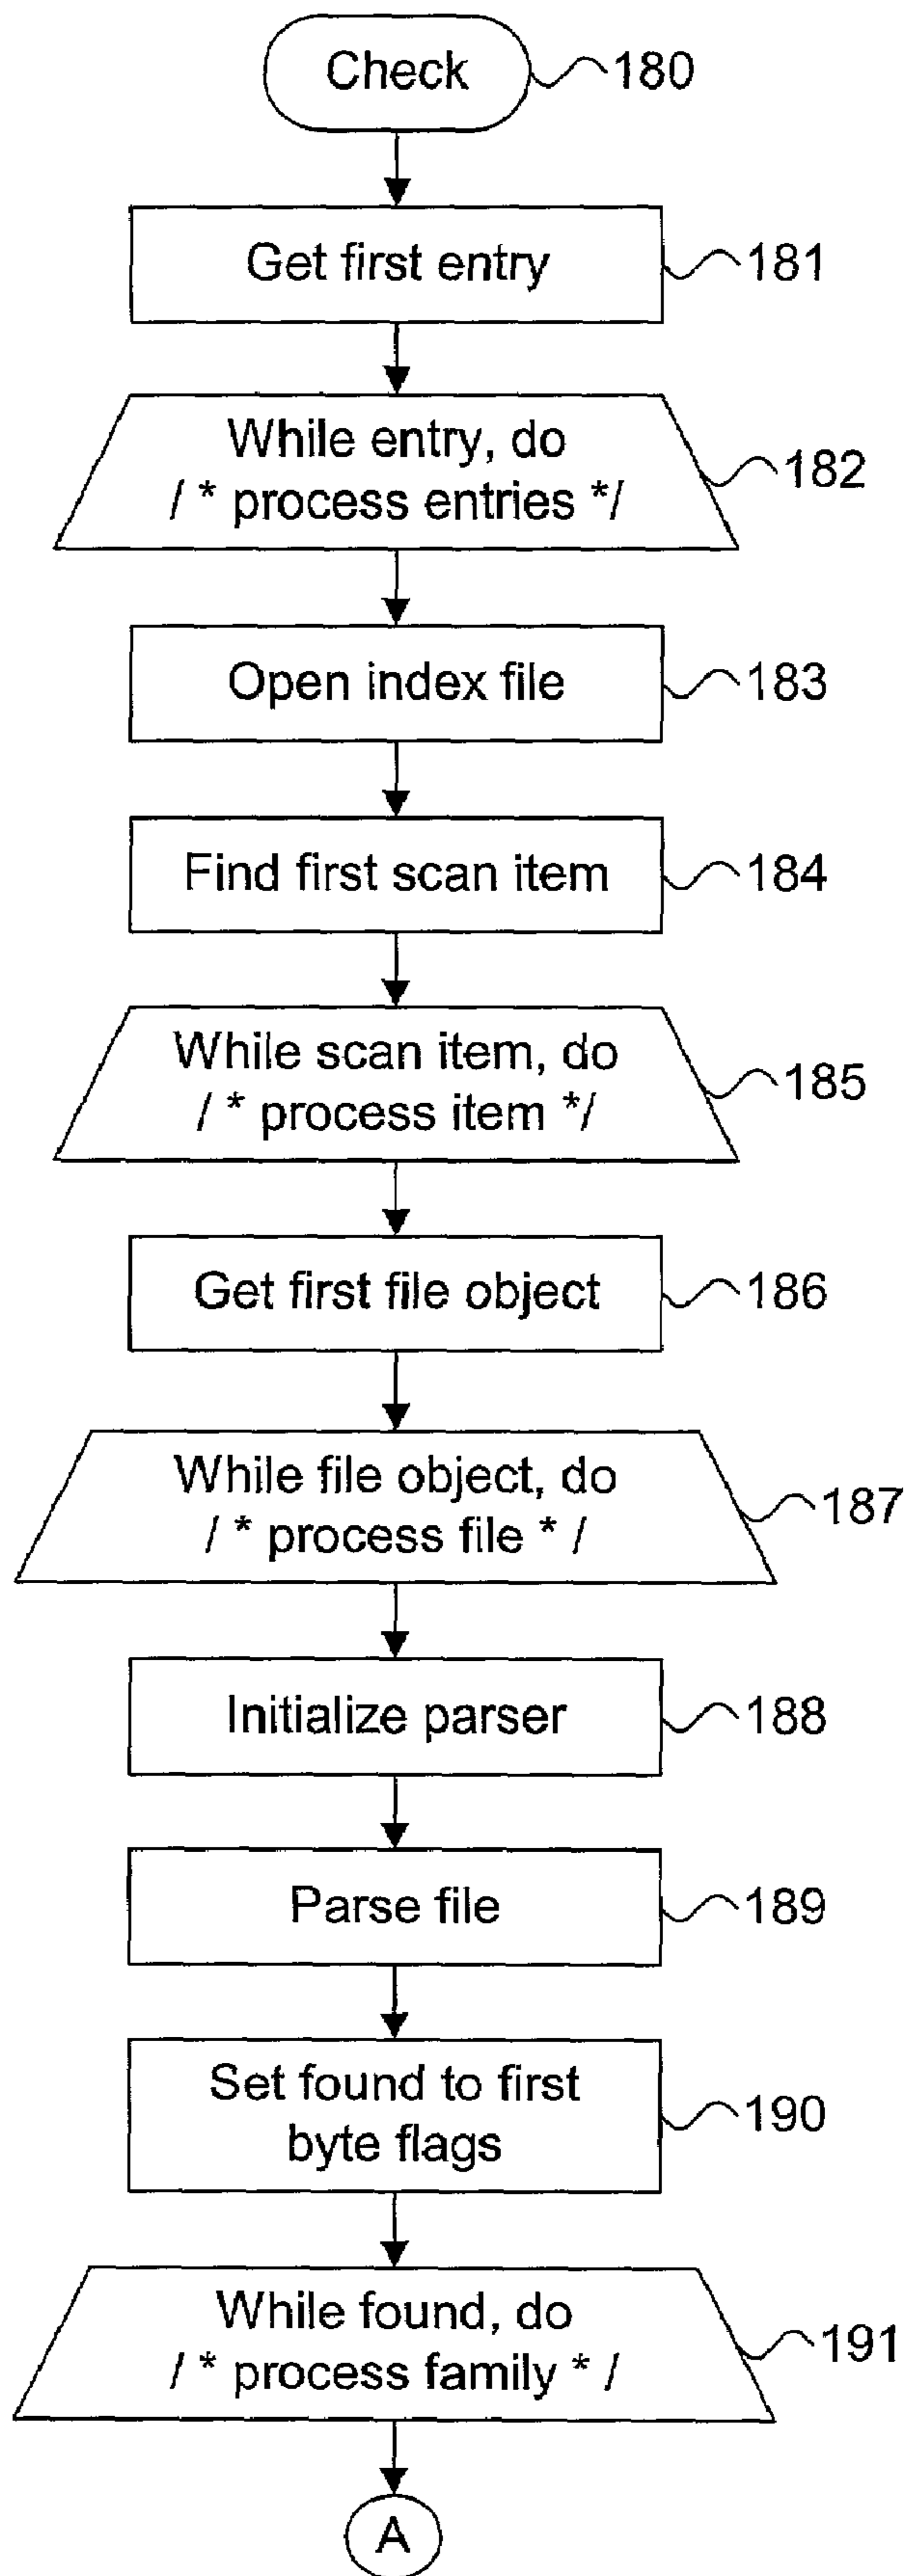 Check 180
Get first entry 181
While entry, do
/ * process entries */ 182
Open index file 183
Find first scan item 184
While scan item, do
/ * process item */ 185
Get first file object 186
While file object, do
/ * process file * / 187
Initialize parser 188
Parse file 189
Set found to first
byte flags 190
While found, do
/ * process family * / 191
A